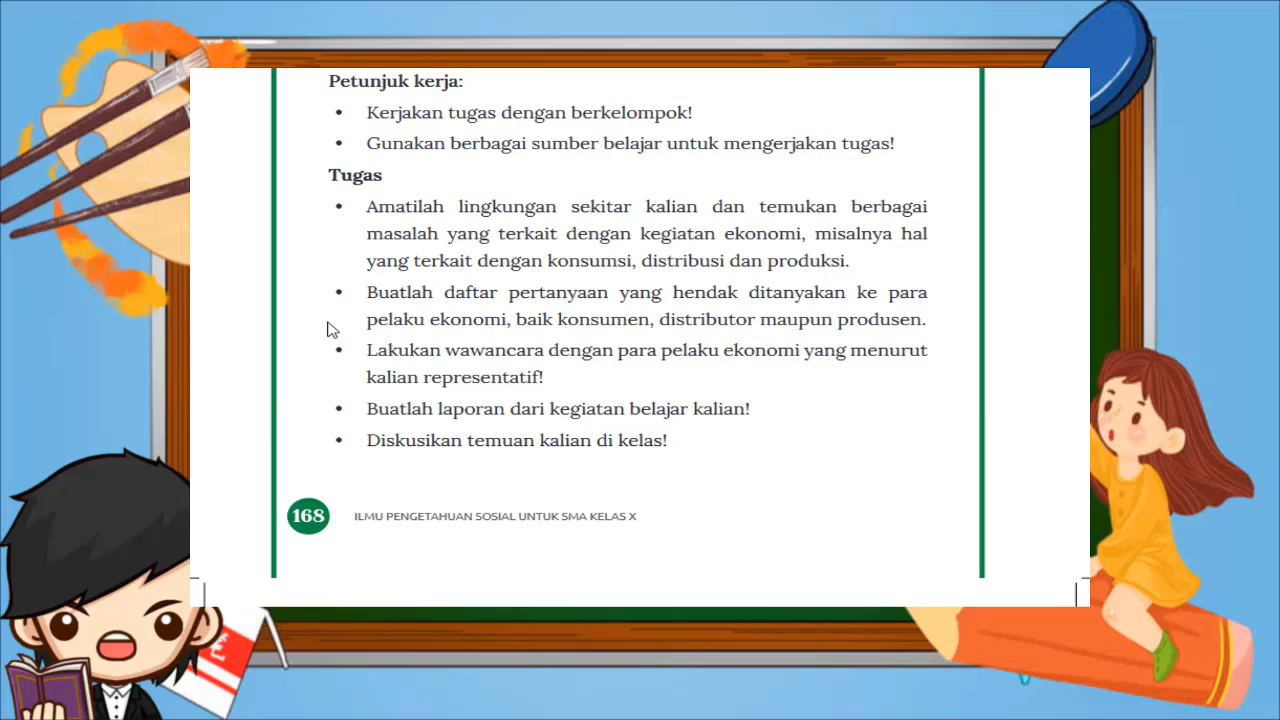 Petunjuk kerja:
• Kerjakan tugas dengan berkelompok!
• Gunakan berbagai sumber belajar untuk mengerjakan tugas!
Tugas
• Amatilah lingkungan sekitar kalian dan temukan berbagai
masalah yang terkait dengan kegiatan ekonomi, misalnya hal
yang terkait dengan konsumsi, distribusi dan produksi.
• Buatlah daftar pertanyaan yang hendak ditanyakan ke para
pelaku ekonomi, baik konsumen, distributor maupun produsen.
• Lakukan wawancara dengan para pelaku ekonomi yang menurut
kalian representatif!
• Buatlah laporan dari kegiatan belajar kalian!
• Diskusikan temuan kalian di kelas!
168 ILMU PENGETAHUAN SOSIAL UNTUK SMA KELAS X